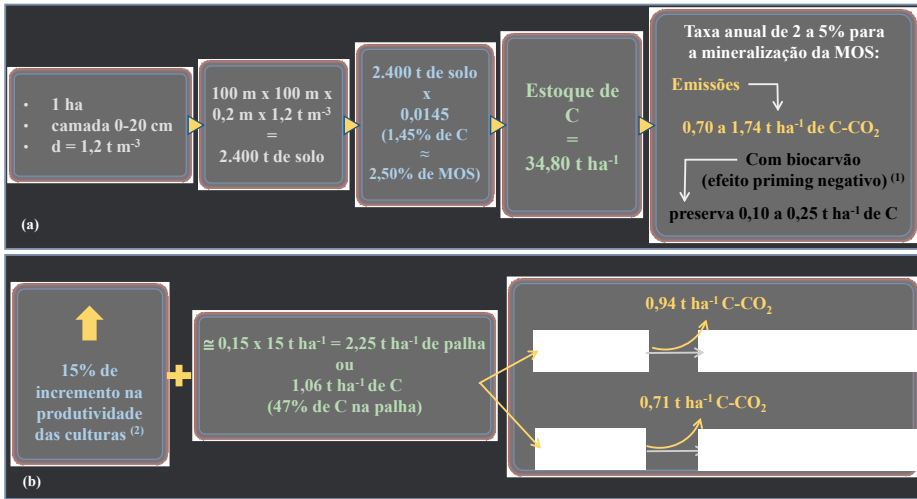 • 1 ha
• camada 0-20 cm
• d = 1,2 t m⁻³
100 m x 100 m x
0,2 m x 1,2 t m⁻³
=
2.400 t de solo
2.400 t de solo
x
0,0145
(1,45% de C
≈
2,50% de MOS)
Estoque de
C
=
34,80 t ha⁻¹
Taxa anual de 2 a 5% para
a mineralização da MOS:
Emissões
0,70 a 1,74 t ha⁻¹ de C-CO₂
Com biocarvão
(efeito priming negativo) ⁽¹⁾
preserva 0,10 a 0,25 t ha⁻¹ de C
(a)
15% de
incremento na
produtividade
das culturas ⁽²⁾
≅ 0,15 x 15 t ha⁻¹ = 2,25 t ha⁻¹ de palha
ou
1,06 t ha⁻¹ de C
(47% de C na palha)
0,94 t ha⁻¹ C-CO₂
0,71 t ha⁻¹ C-CO₂
(b)